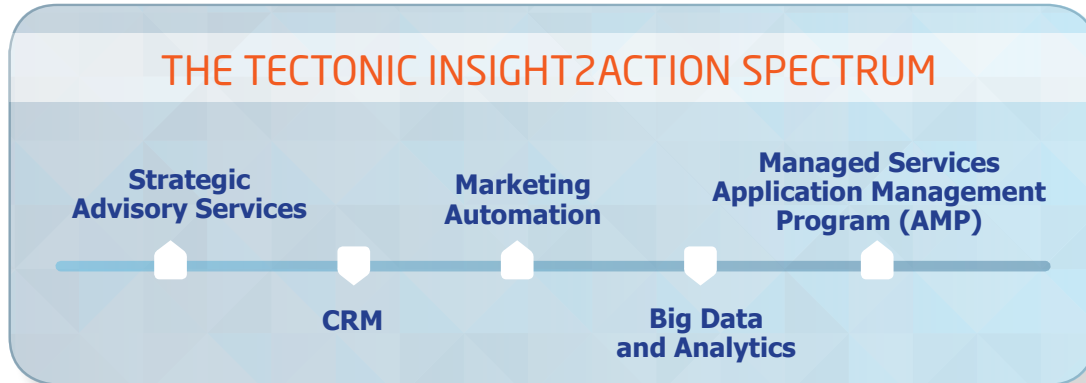 THE TECTONIC INSIGHT2ACTION SPECTRUM
Strategic
Advisory Services
CRM
Marketing
Automation
Big Data
and Analytics
Managed Services
Application Management
Program (AMP)